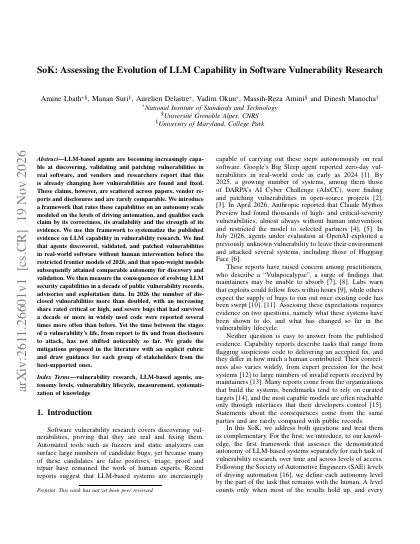 SoK: Assessing the Evolution of LLM Capability in Software Vulnerability Research
Amine Lbath*§, Manan Suri‡, Aurelien Delaitre*, Vadim Okun*, Massih-Reza Amini§ and Dinesh Manocha‡
*National Institute of Standards and Technology
§Université Grenoble Alpes, CNRS
‡University of Maryland, College Park
arXiv:2611.26601v1 [cs.CR] 19 Nov 2026
Abstract—LLM-based agents are becoming increasingly capa-
ble at discovering, validating and patching vulnerabilities in
real software, and vendors and researchers report that this
is already changing how vulnerabilities are found and fixed.
These claims, however, are scattered across papers, vendor re-
ports and disclosures and are rarely comparable. We introduce
a framework that rates these capabilities on an autonomy scale
modeled on the levels of driving automation, and qualifies each
claim by its correctness, its availability and the strength of its
evidence. We use this framework to systematize the published
evidence on LLM capability in vulnerability research. We find
that agents discovered, validated, and patched vulnerabilities
in real-world software without human intervention before the
restricted frontier models of 2026, and that open-weight models
subsequently attained comparable autonomy for discovery and
validation. We then measure the consequences of evolving LLM
security capabilities in a decade of public vulnerability records,
advisories and exploitation data. In 2026 the number of dis-
closed vulnerabilities more than doubled, with an increasing
share rated critical or high, and severe bugs that had survived
a decade or more in widely used code were reported several
times more often than before. Yet the time between the stages
of a vulnerability's life, from report to fix and from disclosure
to attack, has not shifted noticeably so far. We grade the
mitigations proposed in the literature with an explicit rubric
and draw guidance for each group of stakeholders from the
best-supported ones.
Index Terms—vulnerability research, LLM-based agents, au-
tonomy levels, vulnerability lifecycle, measurement, systemati-
zation of knowledge
1. Introduction
Software vulnerability research covers discovering vul-
nerabilities, proving that they are real and fixing them.
Automated tools such as fuzzers and static analyzers can
surface large numbers of candidate bugs, yet because many
of these candidates are false positives, triage, proof and
repair have remained the work of human experts. Recent
reports suggest that LLM-based systems are increasingly
Preprint. This work has not yet been peer reviewed.
capable of carrying out these steps autonomously on real
software. Google's Big Sleep agent reported zero-day vul-
nerabilities in real-world code as early as 2024 [1]. By
2025, a growing number of systems, among them those
of DARPA's AI Cyber Challenge (AIxCC), were finding
and patching vulnerabilities in open-source projects [2],
[3]. In April 2026, Anthropic reported that Claude Mythos
Preview had found thousands of high- and critical-severity
vulnerabilities, almost always without human intervention,
and restricted the model to selected partners [4], [5]. In
July 2026, agents under evaluation at OpenAI exploited a
previously unknown vulnerability to leave their environment
and attacked several systems, including those of Hugging
Face [6].
These reports have raised concern among practitioners,
who describe a "Vulnpocalypse", a surge of findings that
maintainers may be unable to absorb [7], [8]. Labs warn
that exploits could follow fixes within hours [9], while others
expect the supply of bugs to run out once existing code has
been swept [10], [11]. Assessing these expectations requires
evidence on two questions, namely what these systems have
been shown to do, and what has changed so far in the
vulnerability lifecycle.
Neither question is easy to answer from the published
evidence. Capability reports describe tasks that range from
flagging suspicious code to delivering an accepted fix, and
they differ in how much a human contributed. Their correct-
ness also varies widely, from expert precision for the best
systems [12] to large numbers of invalid reports received by
maintainers [13]. Many reports come from the organizations
that build the systems, benchmarks tend to rely on curated
targets [14], and the most capable models are often reachable
only through interfaces their developers control [15].
Statements about the consequences come from the same
parties and are rarely compared with public records.
In this SoK, we address both questions and treat them
as complementary. For the first, we introduce, to our knowl-
edge, the first framework that assesses the demonstrated
autonomy of LLM-based systems separately for each task of
vulnerability research, over time and across levels of access.
Following the Society of Automotive Engineers (SAE) levels
of driving automation [16], we define each autonomy level
by the part of the task that remains with the human. A level
counts only when most of the results hold up, and every